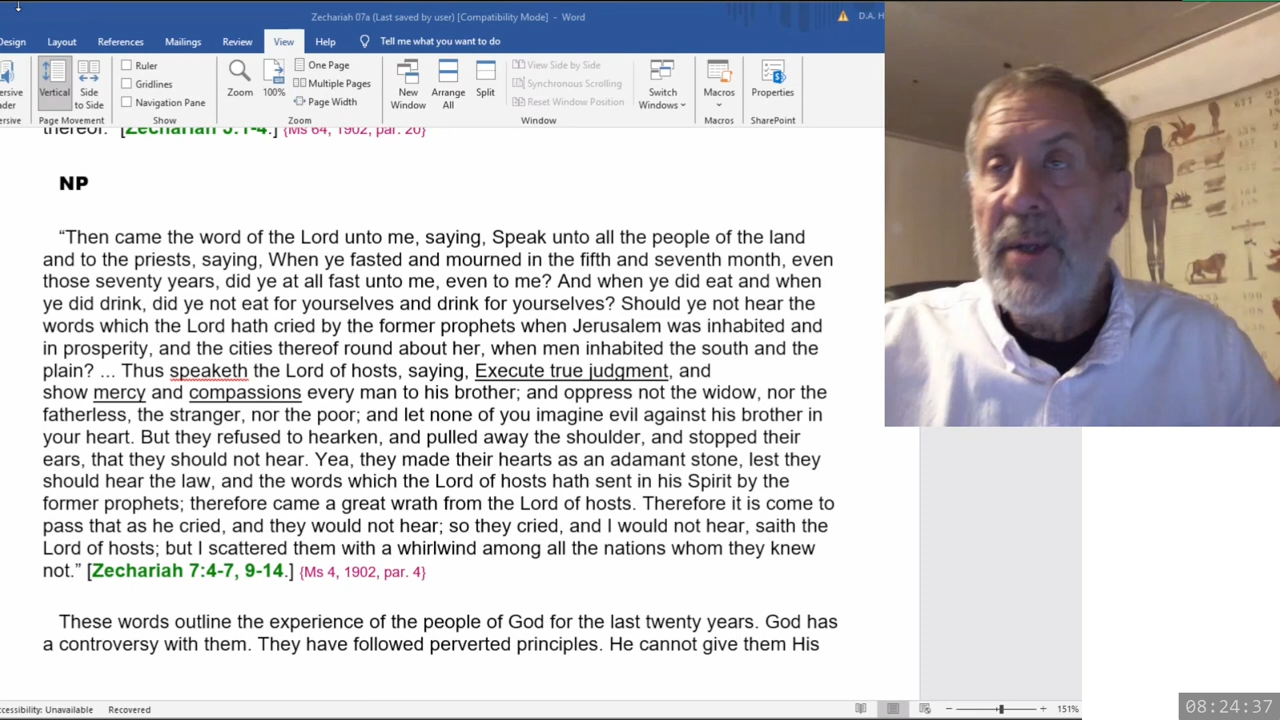 Zechariah 07a (Last saved by user) [Compatibility Mode] - Word
D.A. H
Design Layout References Mailings Review View Help Tell me what you want to do
Ruler
Gridlines
Navigation Pane
Vertical
Side to Side
Zoom
100%
One Page
Multiple Pages
Page Width
New Window
Arrange All
Split
View Side by Side
Synchronous Scrolling
Reset Window Position
Switch Windows
Macros
Properties
Page Movement Show Zoom Window Macros SharePoint
thereof." [Zechariah 5:1-4.] {Ms 64, 1902, par. 20}
NP
“Then came the word of the Lord unto me, saying, Speak unto all the people of the land
and to the priests, saying, When ye fasted and mourned in the fifth and seventh month, even
those seventy years, did ye at all fast unto me, even to me? And when ye did eat and when
ye did drink, did ye not eat for yourselves and drink for yourselves? Should ye not hear the
words which the Lord hath cried by the former prophets when Jerusalem was inhabited and
in prosperity, and the cities thereof round about her, when men inhabited the south and the
plain? ... Thus speaketh the Lord of hosts, saying, Execute true judgment, and
show mercy and compassions every man to his brother; and oppress not the widow, nor the
fatherless, the stranger, nor the poor; and let none of you imagine evil against his brother in
your heart. But they refused to hearken, and pulled away the shoulder, and stopped their
ears, that they should not hear. Yea, they made their hearts as an adamant stone, lest they
should hear the law, and the words which the Lord of hosts hath sent in his Spirit by the
former prophets; therefore came a great wrath from the Lord of hosts. Therefore it is come to
pass that as he cried, and they would not hear; so they cried, and I would not hear, saith the
Lord of hosts; but I scattered them with a whirlwind among all the nations whom they knew
not.” [Zechariah 7:4-7, 9-14.] {Ms 4, 1902, par. 4}
These words outline the experience of the people of God for the last twenty years. God has
a controversy with them. They have followed perverted principles. He cannot give them His
ccessibility: Unavailable Recovered
151%
08:24:37